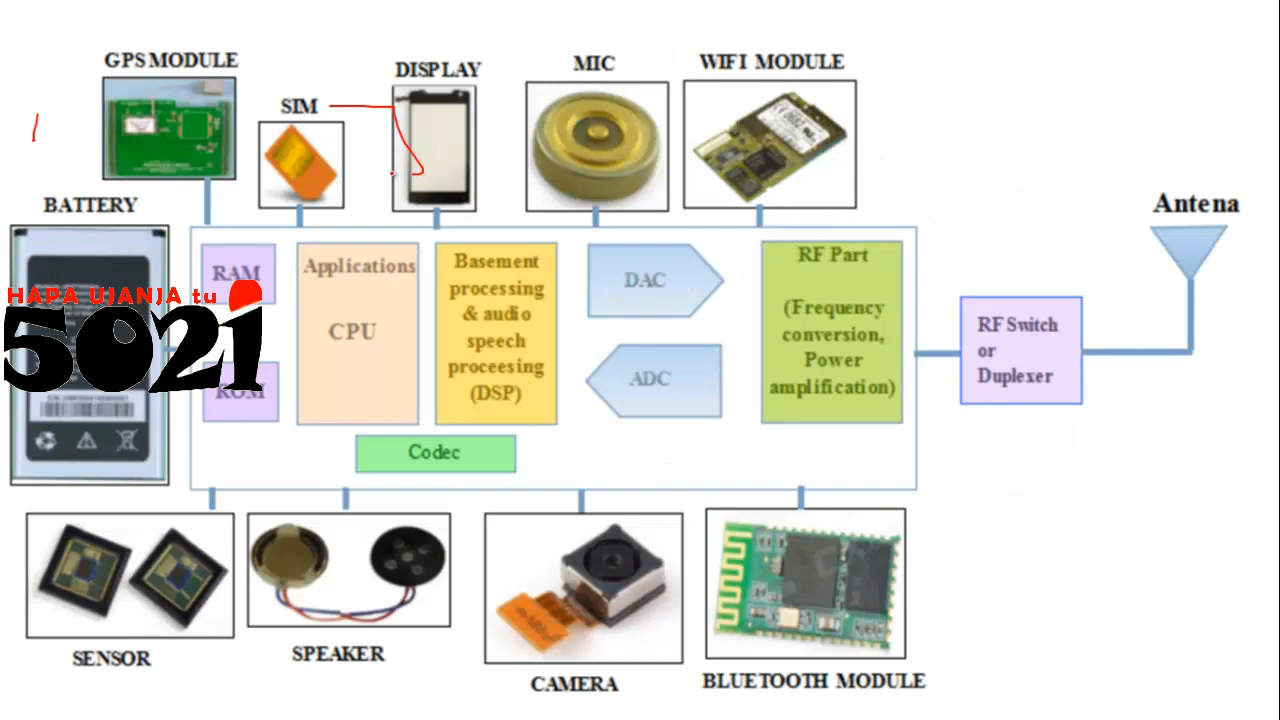 GPS MODULE
DISPLAY
MIC
WIFI MODULE
SIM
BATTERY
Antena
RAM
Applications
CPU
Basement
processing
& audio
speech
proceesing
(DSP)
DAC
ADC
RF Part
(Frequency
conversion,
Power
amplification)
RF Switch
or
Duplexer
HAPA UJANJA tu
5021
ROM
Codec
SENSOR
SPEAKER
CAMERA
BLUETOOTH MODULE